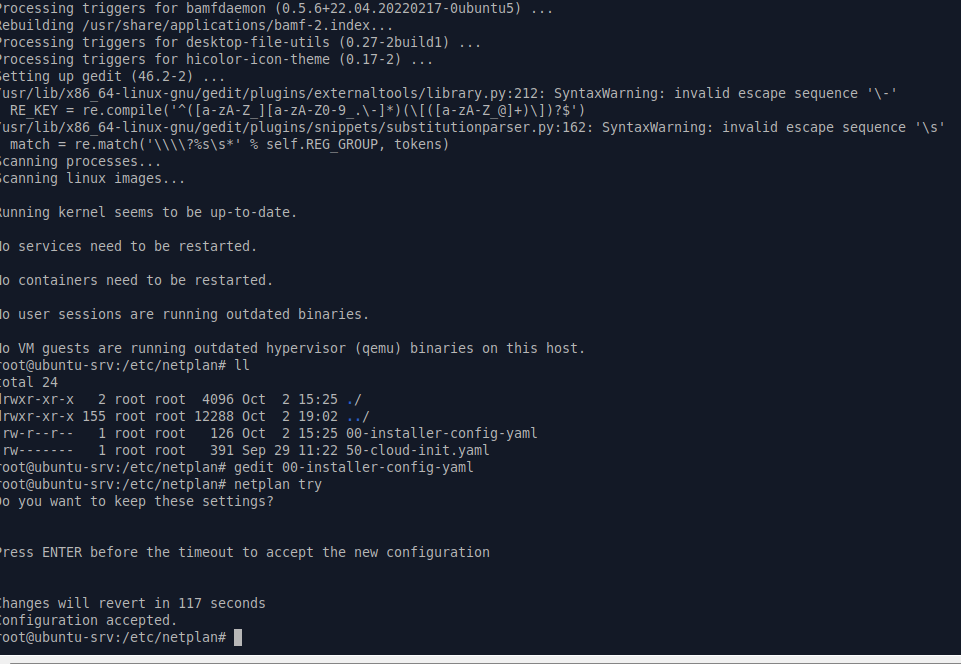 Processing triggers for bamfdaemon (0.5.6+22.04.20220217-0ubuntu5) ...
Rebuilding /usr/share/applications/bamf-2.index...
Processing triggers for desktop-file-utils (0.27-2build1) ...
Processing triggers for hicolor-icon-theme (0.17-2) ...
Setting up gedit (46.2-2) ...
/usr/lib/x86_64-linux-gnu/gedit/plugins/externaltools/library.py:212: SyntaxWarning: invalid escape sequence '\-'
  RE_KEY = re.compile('^([a-zA-Z_][a-zA-Z0-9_.\-]*)(\[([a-zA-Z_@]+)\])?$')
/usr/lib/x86_64-linux-gnu/gedit/plugins/snippets/substitutionparser.py:162: SyntaxWarning: invalid escape sequence '\s'
  match = re.match('\\\\?%s\s*' % self.REG_GROUP, tokens)
Scanning processes...
Scanning linux images...
Running kernel seems to be up-to-date.
No services need to be restarted.
No containers need to be restarted.
No user sessions are running outdated binaries.
No VM guests are running outdated hypervisor (qemu) binaries on this host.
root@ubuntu-srv:/etc/netplan# ll
total 24
drwxr-xr-x   2 root root  4096 Oct  2 15:25 ./
drwxr-xr-x 155 root root 12288 Oct  2 19:02 ../
-rw-r--r--   1 root root   126 Oct  2 15:25 00-installer-config-yaml
-rw-------   1 root root   391 Sep 29 11:22 50-cloud-init.yaml
root@ubuntu-srv:/etc/netplan# gedit 00-installer-config-yaml
root@ubuntu-srv:/etc/netplan# netplan try
Do you want to keep these settings?
Press ENTER before the timeout to accept the new configuration
Changes will revert in 117 seconds
Configuration accepted.
root@ubuntu-srv:/etc/netplan#